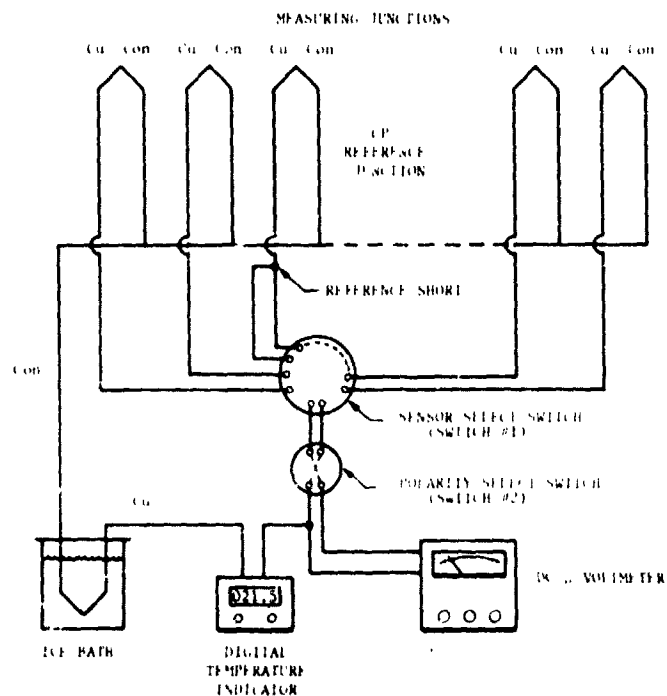 MEASURING JUNCTIONS
Cu Con Cu Con Cu Con Cu Con Cu Con
REFERENCE
JUNCTION
REFERENCE SHORT
Con
SENSOR SELECT SWITCH
(SWITCH #1)
POLARITY SELECT SWITCH
(SWITCH #2)
Cu
021.5
DC μ VOLTMETER
ICE BATH
DIGITAL
TEMPERATURE
INDICATOR